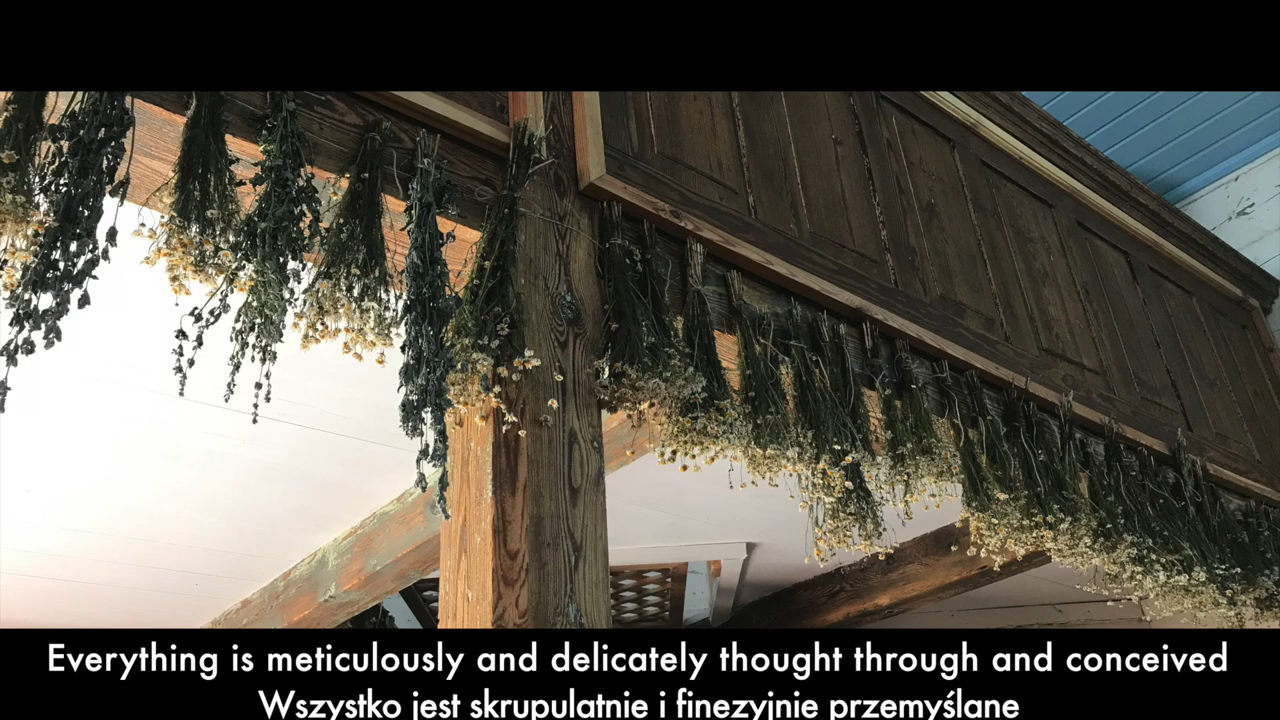 Everything is meticulously and delicately thought through and conceived
Wszystko jest skrupulatnie i finezyjnie przemyślane